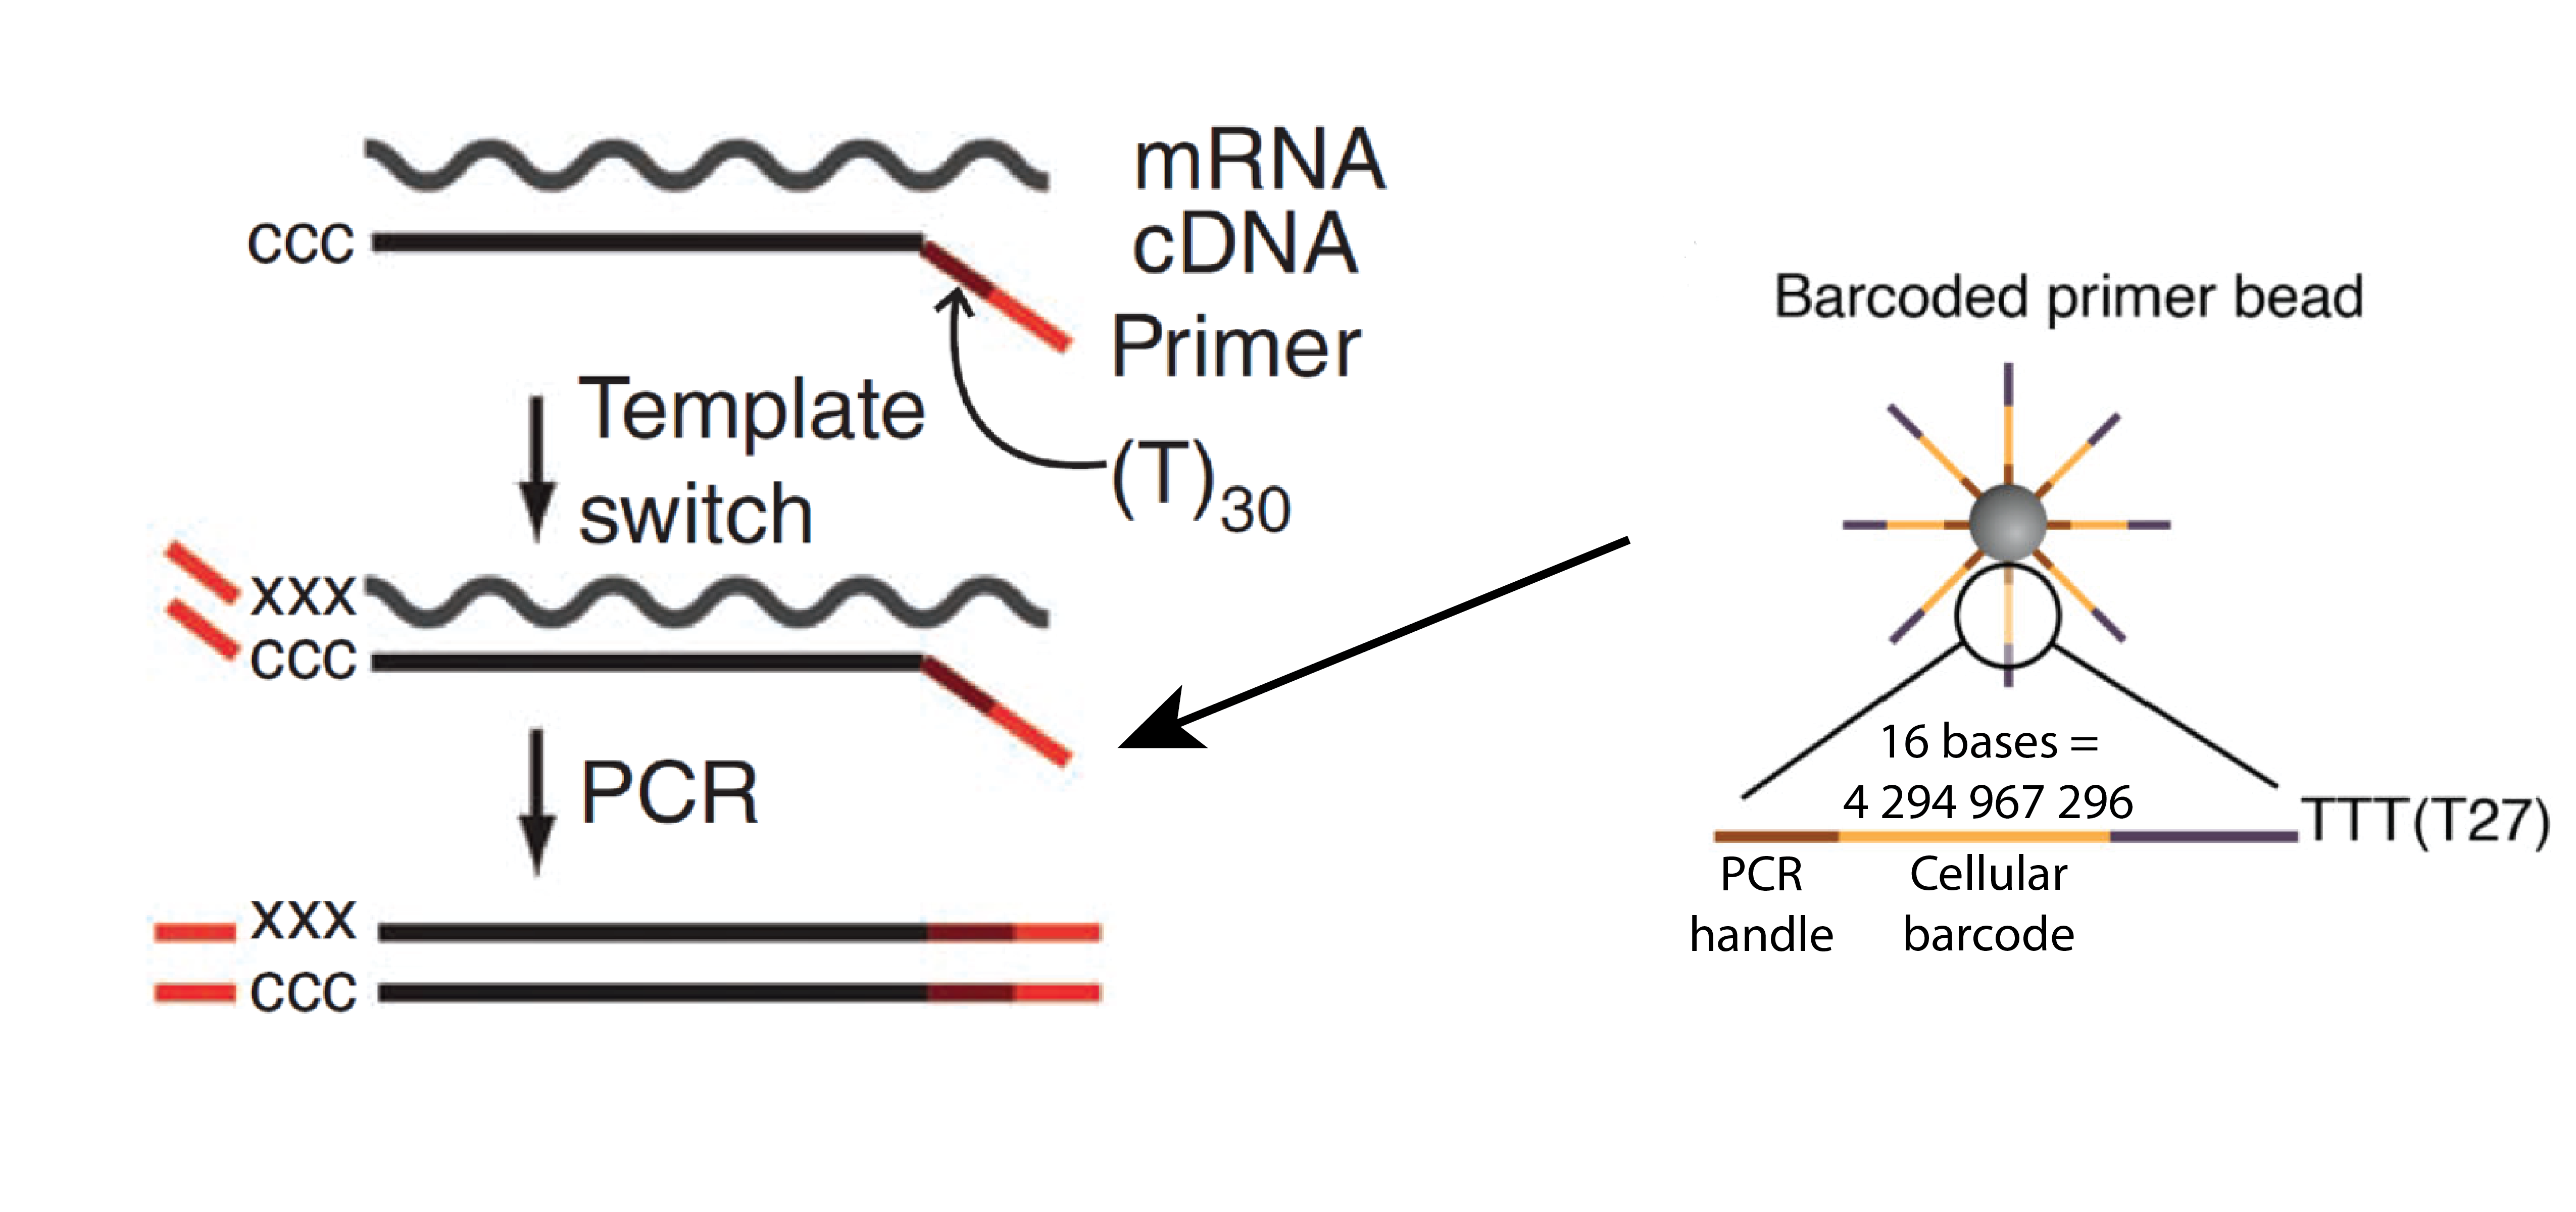 mRNA
CCC
cDNA
Primer
Template
switch
(T)30
XXX
CCC
PCR
XXX
CCC
Barcoded primer bead
16 bases =
4 294 967 296
TTT(T27)
PCR
handle
Cellular
barcode